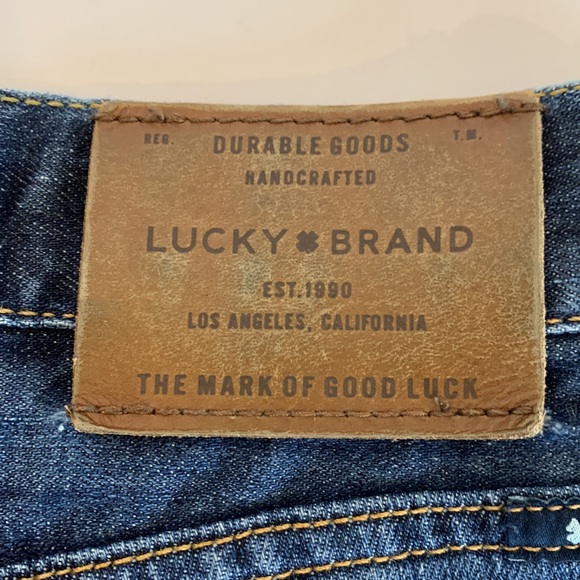 REG. DURABLE GOODS T.M.
HANDCRAFTED
LUCKY BRAND
EST.1990
LOS ANGELES, CALIFORNIA
THE MARK OF GOOD LUCK